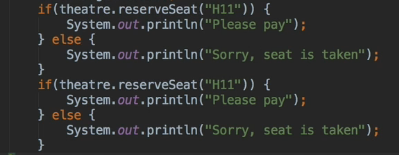 if(theatre.reserveSeat("H11")) {
    System.out.println("Please pay");
} else {
    System.out.println("Sorry, seat is taken");
}
if(theatre.reserveSeat("H11")) {
    System.out.println("Please pay");
} else {
    System.out.println("Sorry, seat is taken");
}